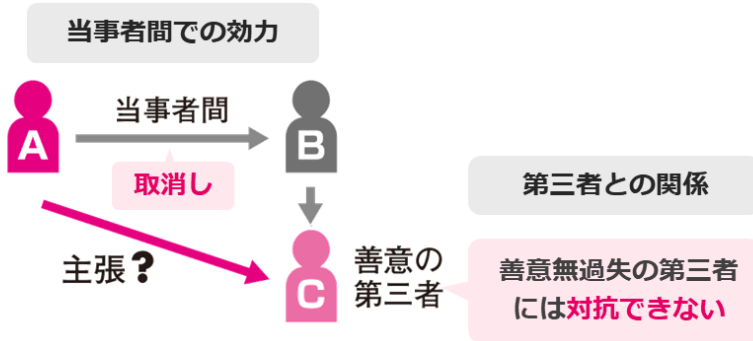 当事者間での効力
A
当事者間
B
取消し
第三者との関係
主張?
C
善意の
第三者
善意無過失の第三者
には対抗できない